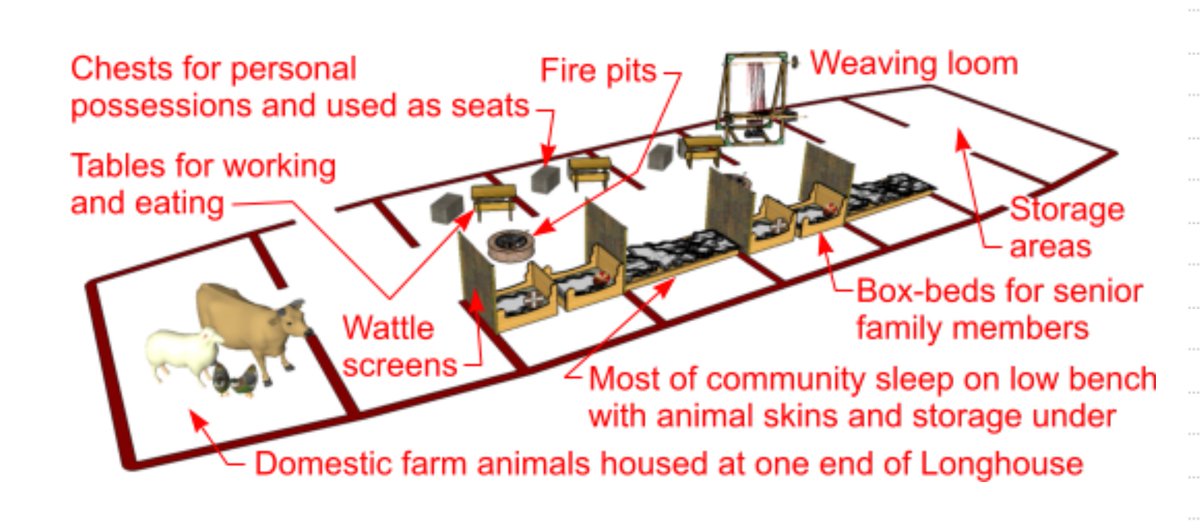 Chests for personal
possessions and used as seats
Fire pits
Weaving loom
Tables for working
and eating
Storage
areas
Box-beds for senior
family members
Wattle
screens
Most of community sleep on low bench
with animal skins and storage under
Domestic farm animals housed at one end of Longhouse